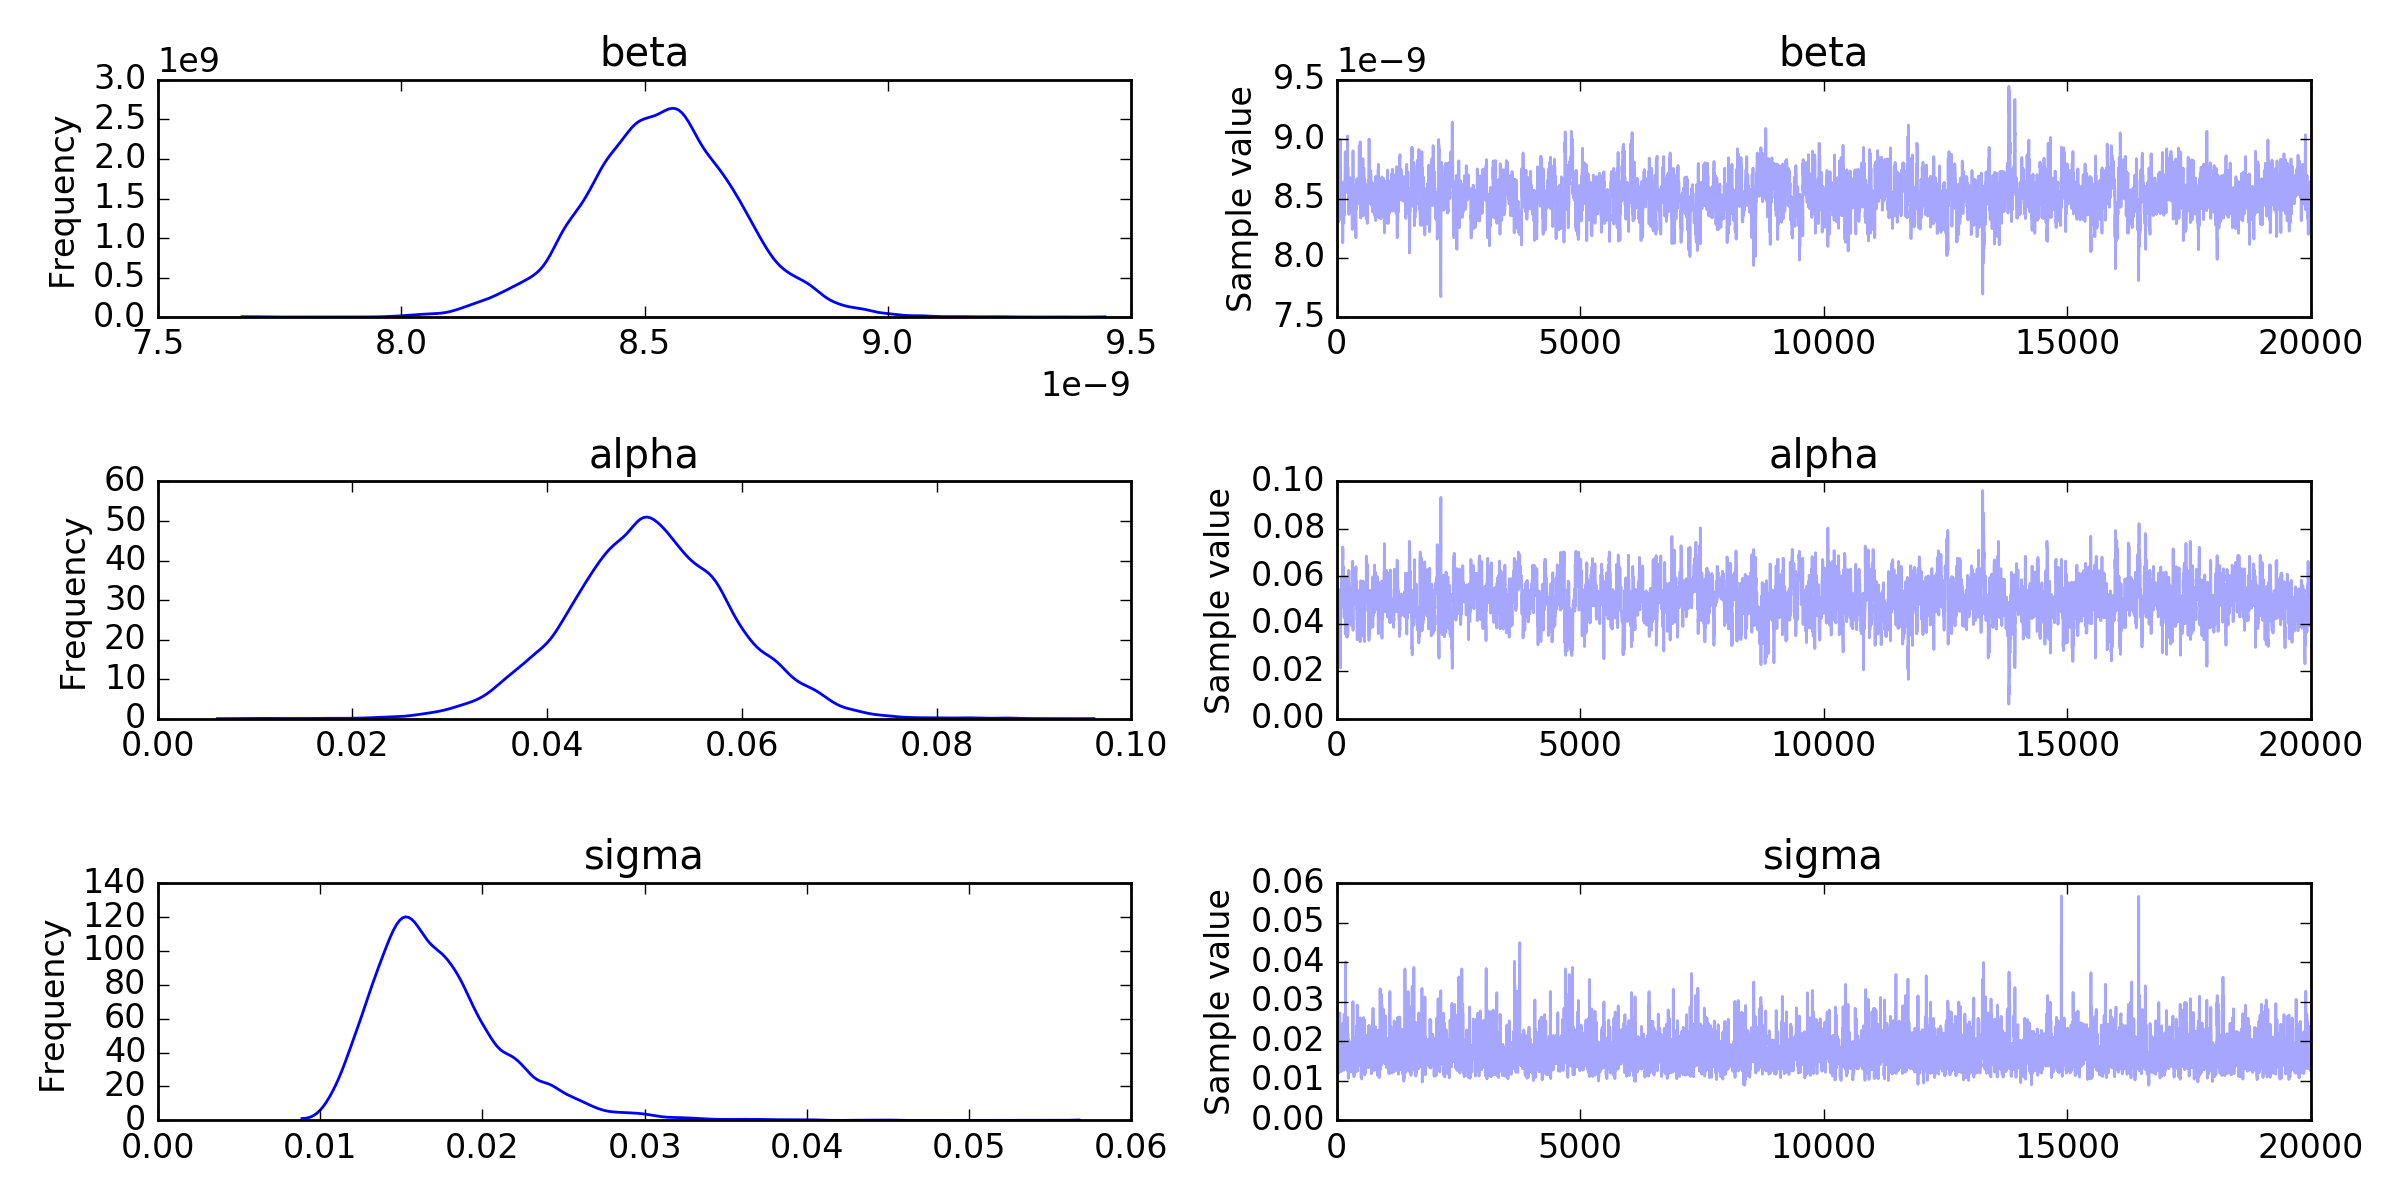 beta
1e9
3.0
2.5
2.0
1.5
1.0
0.5
0.0
Frequency
7.5 8.0 8.5 9.0 9.5
1e−9
beta
1e−9
9.5
9.0
8.5
8.0
7.5
Sample value
0 5000 10000 15000 20000
alpha
60
50
40
30
20
10
0
Frequency
0.00 0.02 0.04 0.06 0.08 0.10
alpha
0.10
0.08
0.06
0.04
0.02
0.00
Sample value
0 5000 10000 15000 20000
sigma
140
120
100
80
60
40
20
0
Frequency
0.00 0.01 0.02 0.03 0.04 0.05 0.06
sigma
0.06
0.05
0.04
0.03
0.02
0.01
0.00
Sample value
0 5000 10000 15000 20000